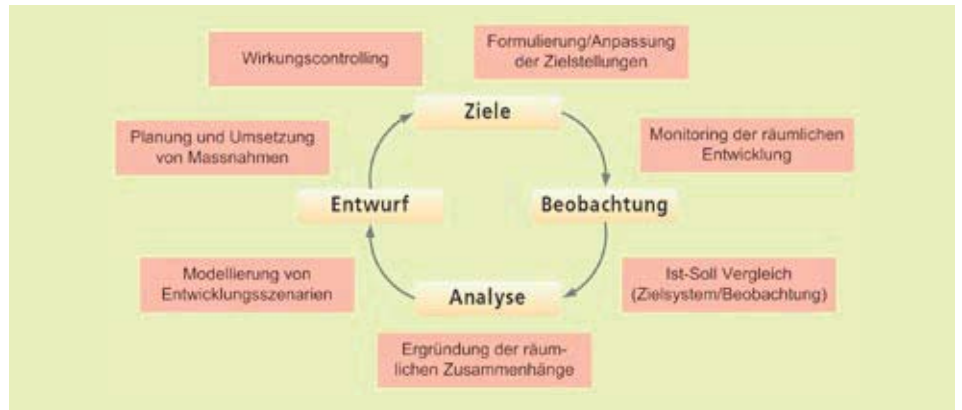 Wirkungscontrolling
Formulierung/Anpassung
der Zielstellungen
Ziele
Planung und Umsetzung
von Massnahmen
Monitoring der räumlichen
Entwicklung
Entwurf
Beobachtung
Modellierung von
Entwicklungsszenarien
Ist-Soll Vergleich
(Zielsystem/Beobachtung)
Analyse
Ergründung der räum-
lichen Zusammenhänge